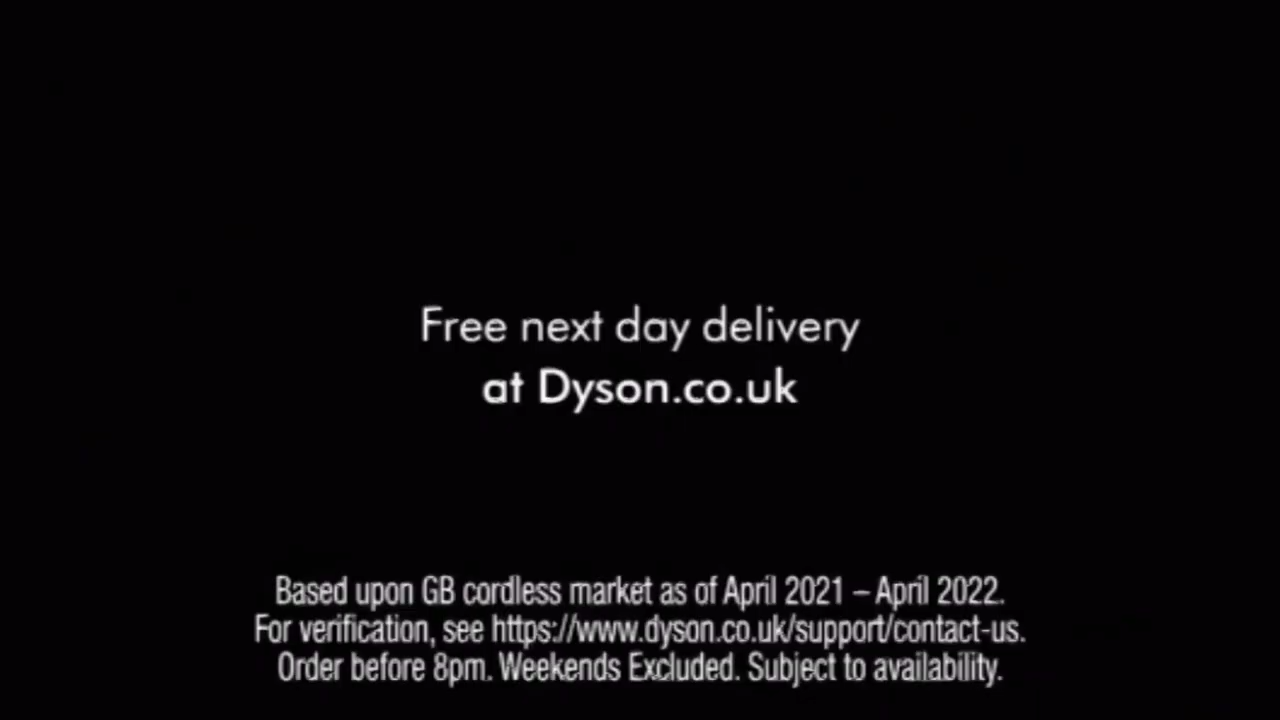 Free next day delivery
at Dyson.co.uk
Based upon GB cordless market as of April 2021 – April 2022.
For verification, see https://www.dyson.co.uk/support/contact-us.
Order before 8pm. Weekends Excluded. Subject to availability.